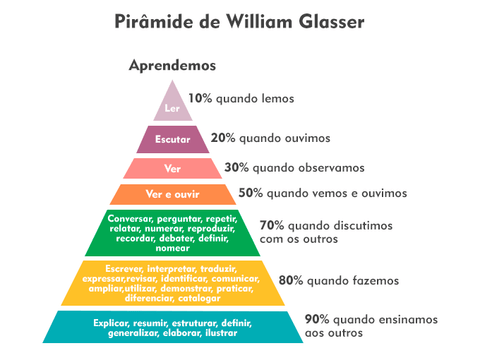 Pirâmide de William Glasser
Aprendemos
Ler
10% quando lemos
Escutar
20% quando ouvimos
Ver
30% quando observamos
Ver e ouvir
50% quando vemos e ouvimos
Conversar, perguntar, repetir,
relatar, numerar, reproduzir,
recordar, debater, definir,
nomear
70% quando discutimos
com os outros
Escrever, interpretar, traduzir,
expressar,revisar, identificar, comunicar,
ampliar,utilizar, demonstrar, praticar,
diferenciar, catalogar
80% quando fazemos
Explicar, resumir, estruturar, definir,
generalizar, elaborar, ilustrar
90% quando ensinamos
aos outros